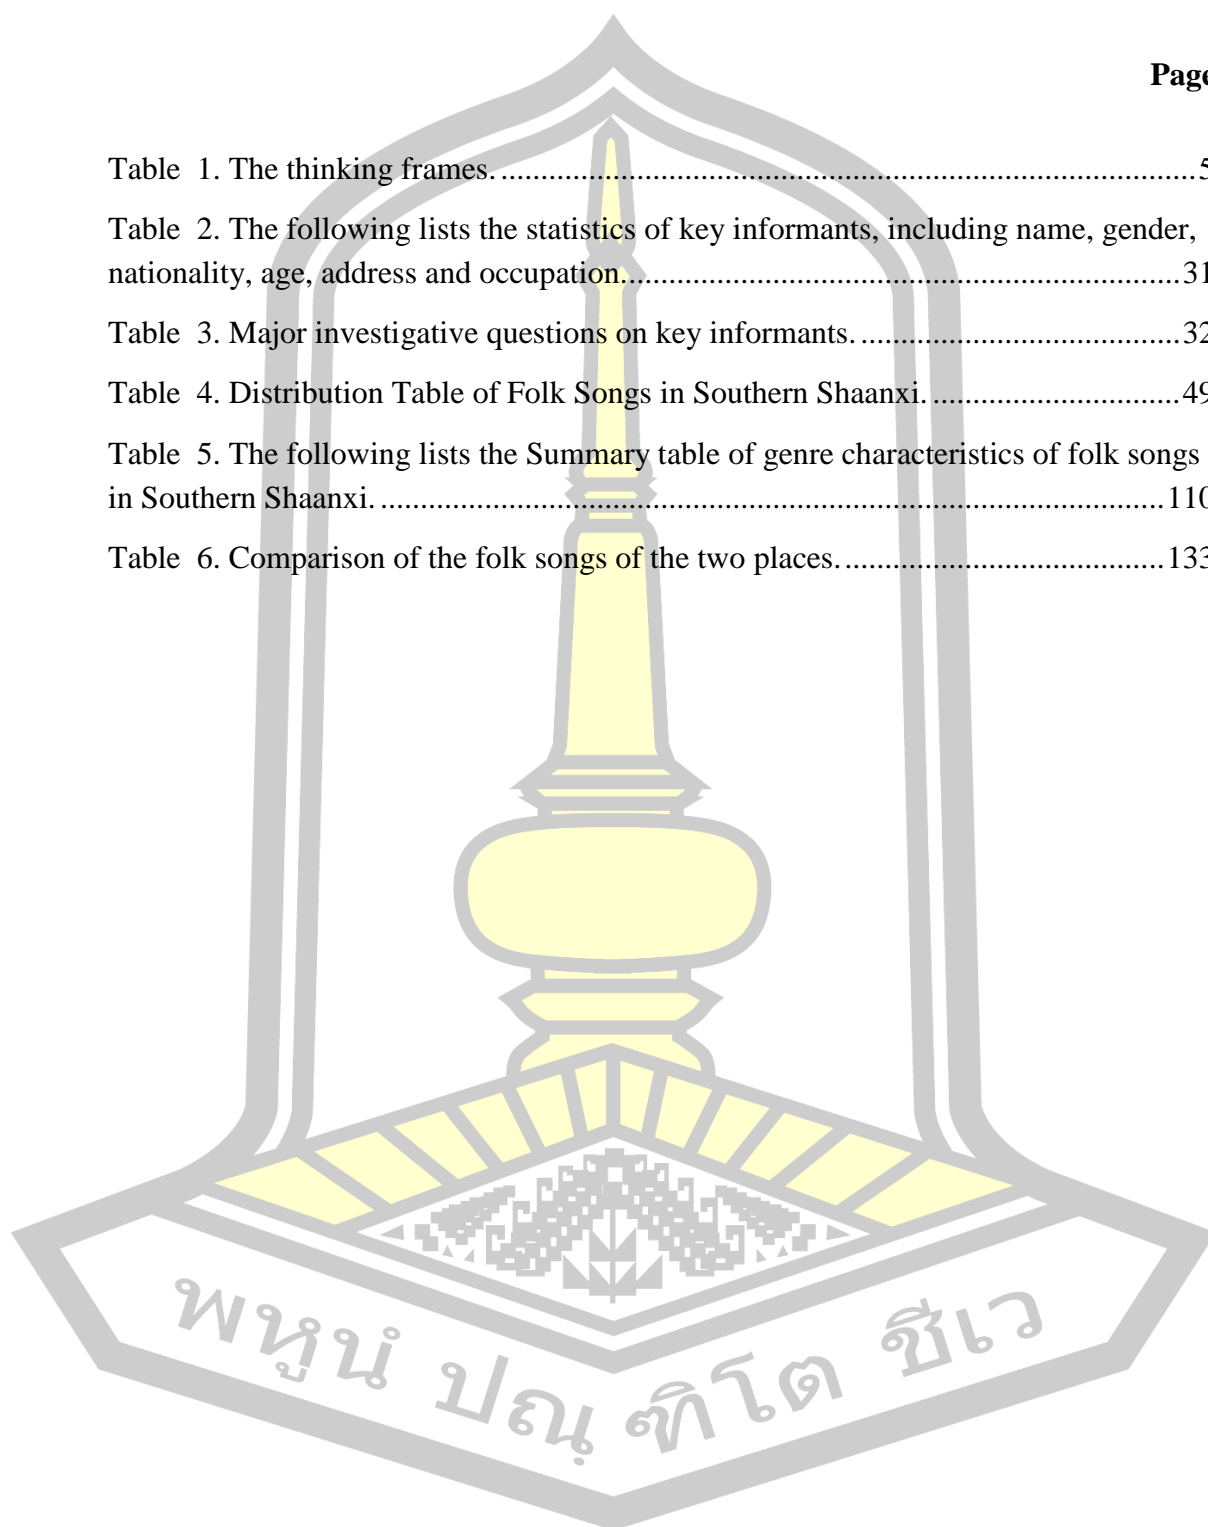 Page
Table  1. The thinking frames. ........................................................................................ 5
Table  2. The following lists the statistics of key informants, including name, gender,
nationality, age, address and occupation....................................................................... 31
Table  3. Major investigative questions on key informants. ........................................ 32
Table  4. Distribution Table of Folk Songs in Southern Shaanxi. ............................... 49
Table  5. The following lists the Summary table of genre characteristics of folk songs
in Southern Shaanxi. .................................................................................................. 110
Table  6. Comparison of the folk songs of the two places. ........................................ 133
พหูนํ ปณฺฑิโต ชีเว